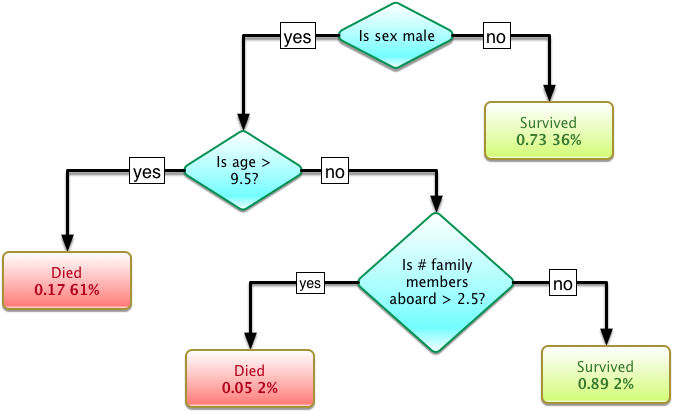 Is sex male
yes
no
Survived
0.73 36%
Is age >
9.5?
yes
no
Died
0.17 61%
Is # family
members
aboard > 2.5?
yes
no
Died
0.05 2%
Survived
0.89 2%